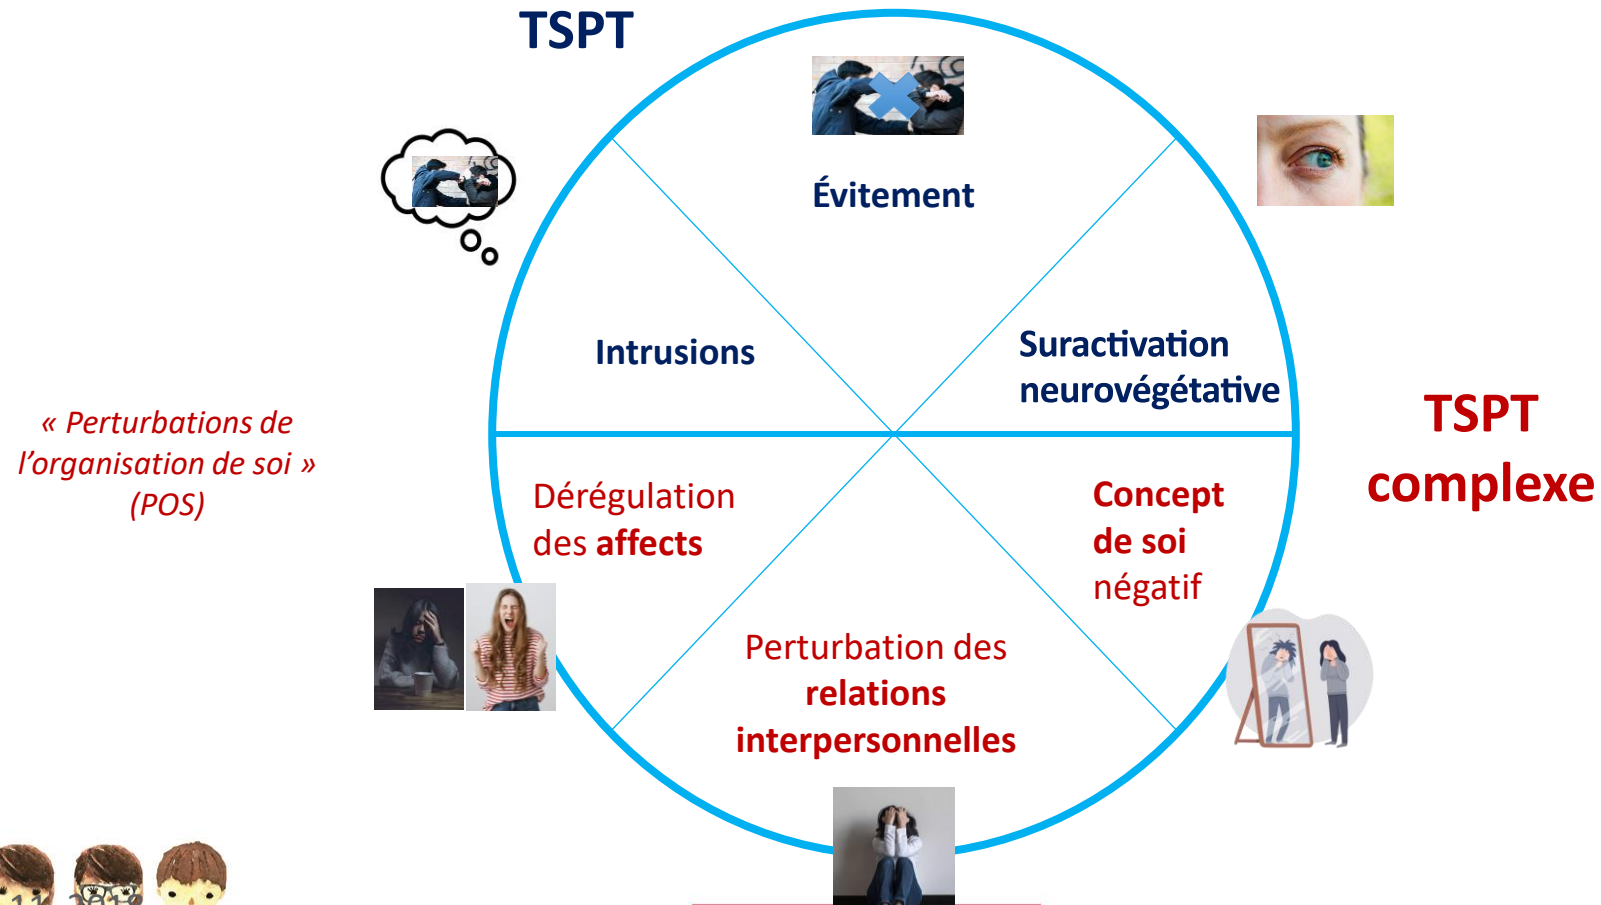 TSPT
Évitement
Intrusions
Suractivation
neurovégétative
« Perturbations de
l’organisation de soi »
(POS)
TSPT
complexe
Dérégulation
des affects
Concept
de soi
négatif
Perturbation des
relations
interpersonnelles